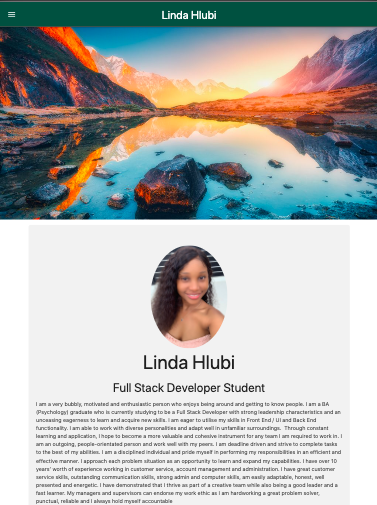 Linda Hlubi
Linda Hlubi
Full Stack Developer Student
I am a very bubbly, motivated and enthusiastic person who enjoys being around and getting to know people. I am a BA
(Psychology) graduate who is currently studying to be a Full Stack Developer with strong leadership characteristics and an
unceasing eagerness to learn and acquire new skills. I am eager to utilise my skills in Front End / UI and Back End
functionality. I am able to work with diverse personalities and adapt well in unfamiliar surroundings. Through constant
learning and application, I hope to become a more valuable and cohesive instrument for any team I am required to work in. I
am an outgoing, people-orientated person and work well with my peers. I am deadline driven and strive to complete tasks
to the best of my abilities. I am a disciplined individual and pride myself in performing my responsibilities in an efficient and
effective manner. I approach each problem situation as an opportunity to learn and expand my capabilities. I have over 10
years' worth of experience working in customer service, account management and administration. I have great customer
service skills, outstanding communication skills, strong admin and computer skills, am easily adaptable, honest, well
presented and energetic. I have demonstrated that I thrive as part of a creative team while also being a good leader and a
fast learner. My managers and supervisors can endorse my work ethic as I am hardworking a great problem solver,
punctual, reliable and I always hold myself accountable